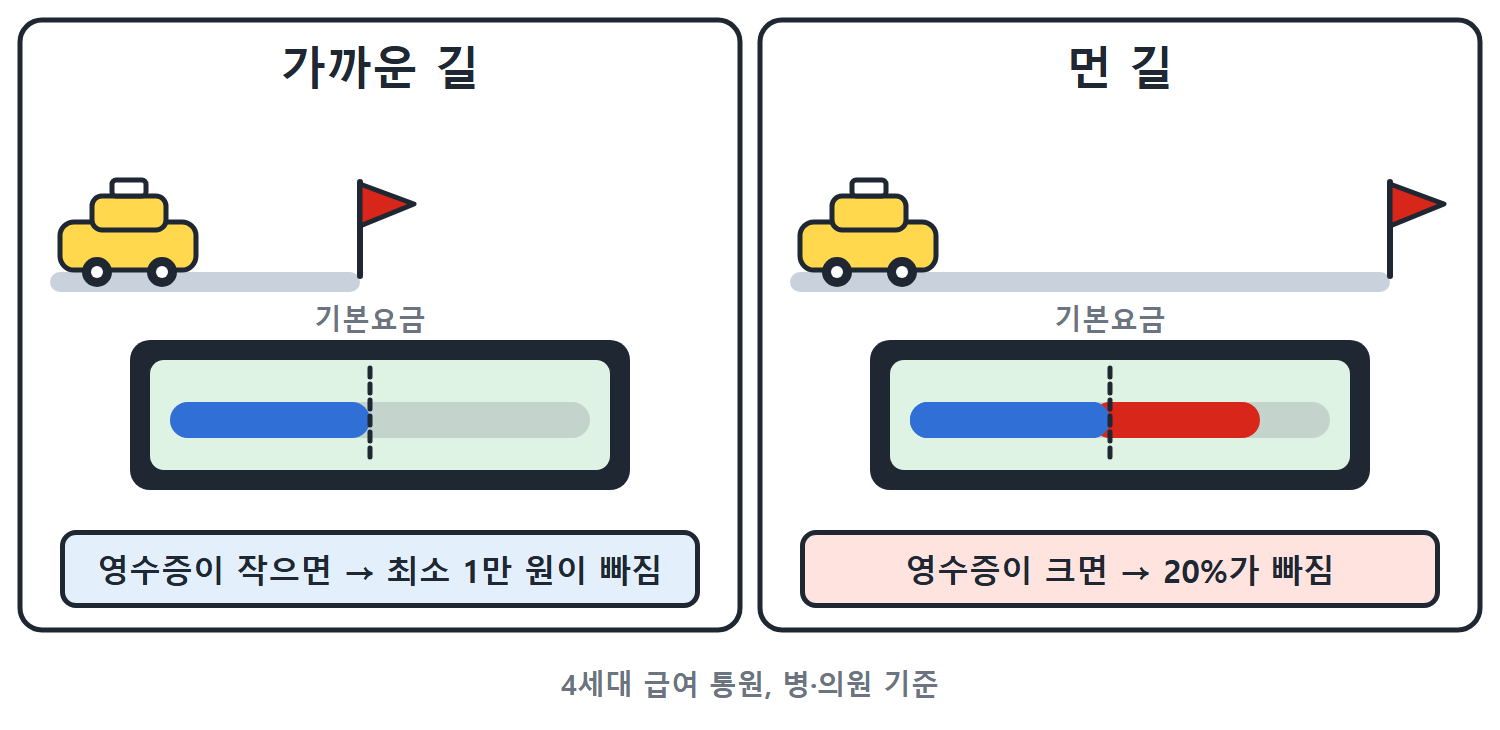 가까운 길
기본요금
영수증이 작으면 → 최소 1만 원이 빠짐
먼 길
기본요금
영수증이 크면 → 20%가 빠짐
4세대 급여 통원, 병·의원 기준